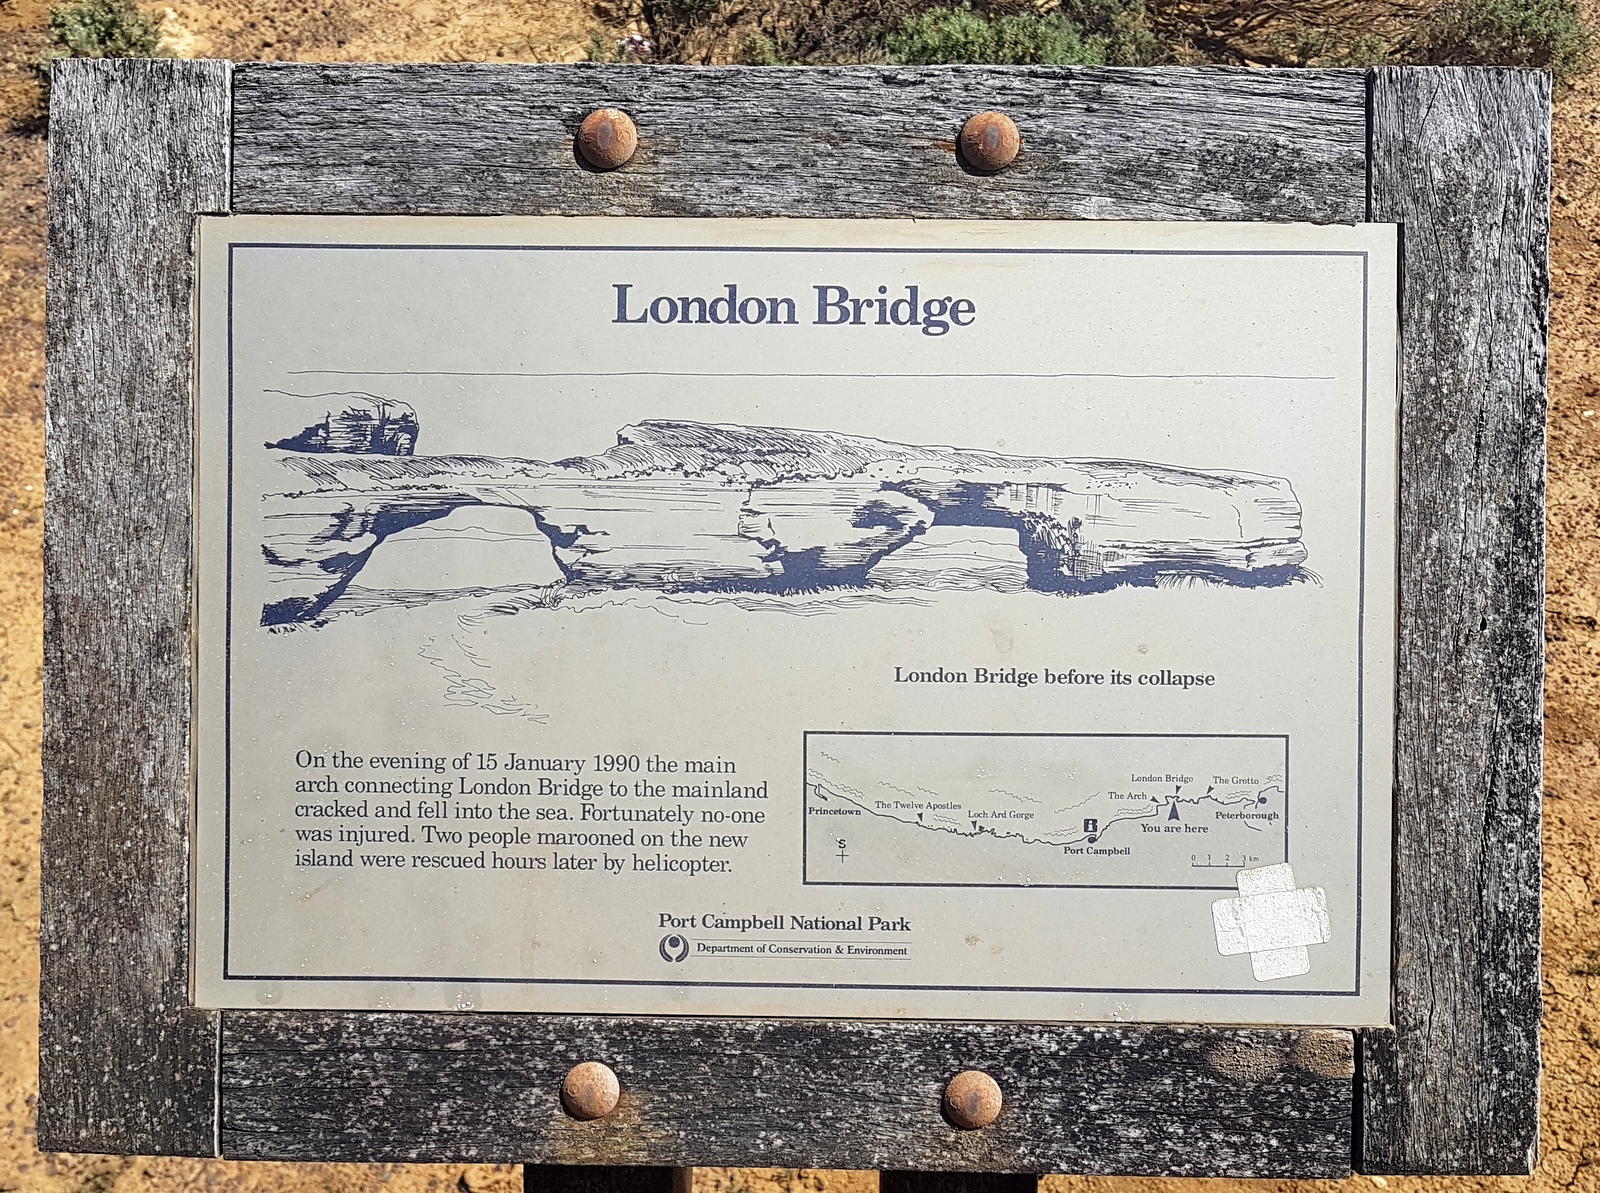 London Bridge
London Bridge before its collapse
On the evening of 15 January 1990 the main
arch connecting London Bridge to the mainland
cracked and fell into the sea. Fortunately no-one
was injured. Two people marooned on the new
island were rescued hours later by helicopter.
London Bridge
The Grotto
The Arch
The Twelve Apostles
Princetown
Loch Ard Gorge
Peterborough
You are here
i
Port Campbell
S
0 1 2 3 km
Port Campbell National Park
Department of Conservation & Environment